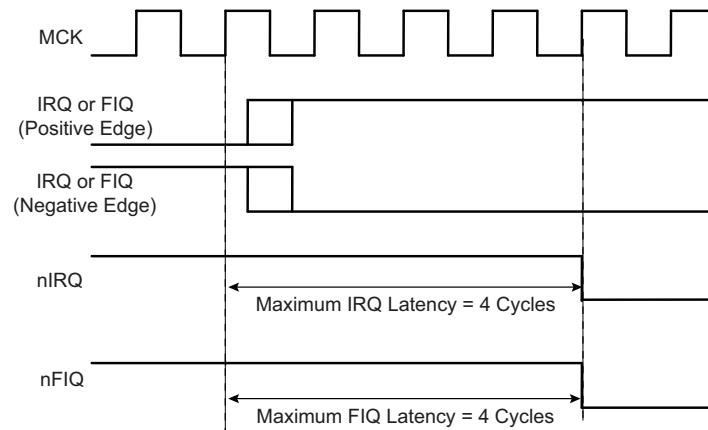 MCK
IRQ or FIQ
(Positive Edge)
IRQ or FIQ
(Negative Edge)
nIRQ
Maximum IRQ Latency = 4 Cycles
nFIQ
Maximum FIQ Latency = 4 Cycles